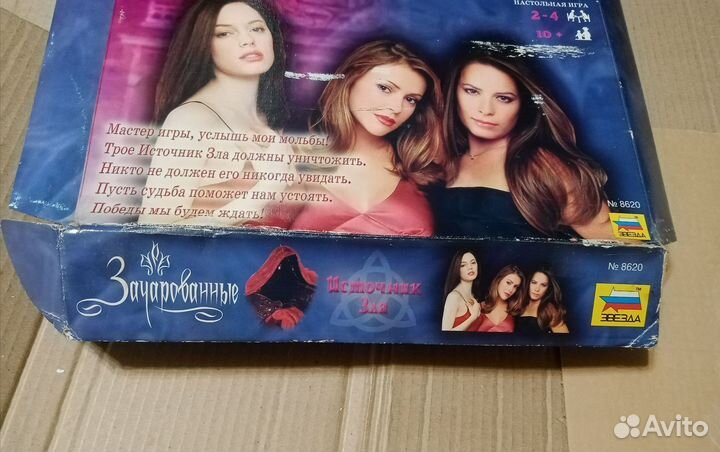 НАСТОЛЬНАЯ ИГРА
2-4
10 +
Мастер игры, услышь мои мольбы!
Трое Источник Зла должны уничтожить.
Никто не должен его никогда увидать.
Пусть судьба поможет нам устоять.
Победы мы будем ждать!
№ 8620
ЗВЕЗДА
Зачарованные
Источник
Зла
№ 8620
ЗВЕЗДА
TM
Avito